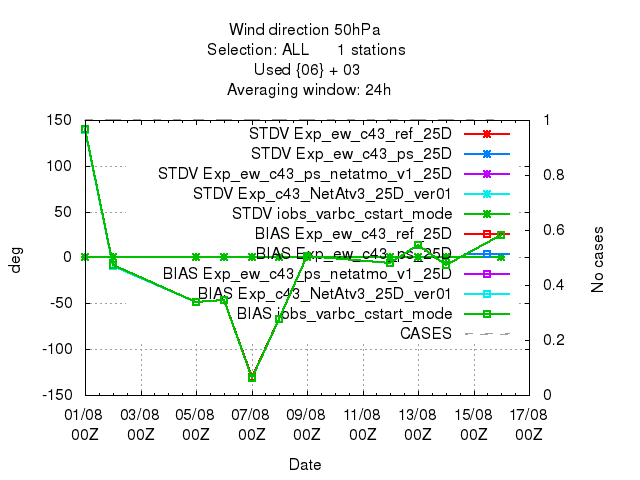 Wind direction 50hPa
Selection: ALL 1 stations
Used {06} + 03
Averaging window: 24h
150
100
50
0
-50
-100
-150
deg
1
0.8
0.6
0.4
0.2
0
No cases
STDV Exp_ew_c43_ref_25D
STDV Exp_ew_c43_ps_25D
STDV Exp_ew_c43_ps_netatmo_v1_25D
STDV Exp_c43_NetAtv3_25D_ver01
STDV iobs_varbc_cstart_mode
BIAS Exp_ew_c43_ref_25D
BIAS Exp_ew_c43_ps_25D
BIAS Exp_ew_c43_ps_netatmo_v1_25D
BIAS Exp_c43_NetAtv3_25D_ver01
BIAS iobs_varbc_cstart_mode
CASES
01/08 03/08 05/08 07/08 09/08 11/08 13/08 15/08 17/08
00Z 00Z 00Z 00Z 00Z 00Z 00Z 00Z 00Z
Date